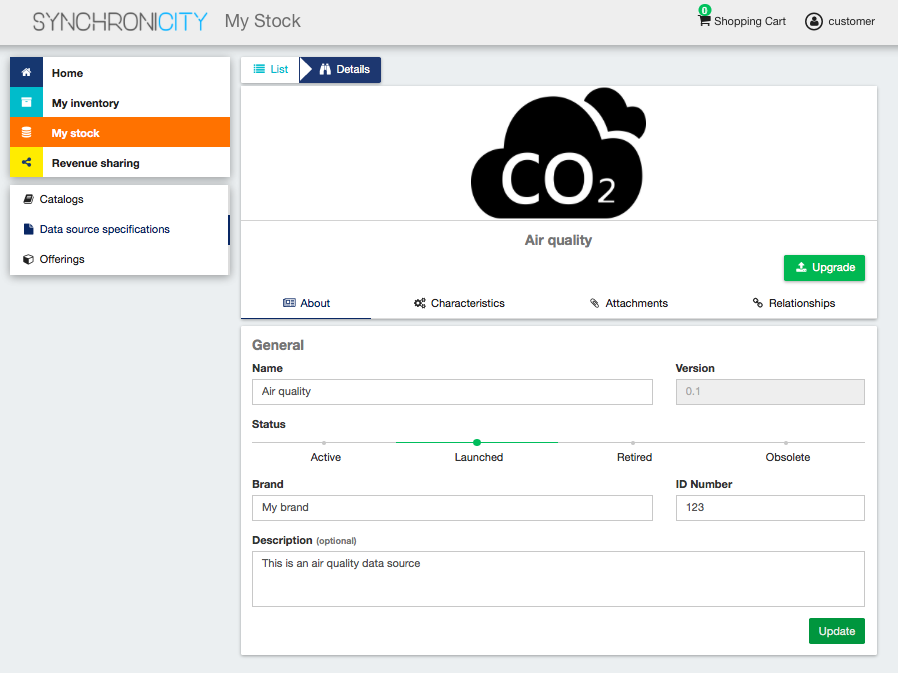 SYNCHRONICITY My Stock
0
Shopping Cart
customer
Home
My inventory
My stock
Revenue sharing
Catalogs
Data source specifications
Offerings
List
Details
CO2
Air quality
Upgrade
About
Characteristics
Attachments
Relationships
General
Name
Version
Air quality
0.1
Status
Active
Launched
Retired
Obsolete
Brand
ID Number
My brand
123
Description (optional)
This is an air quality data source
Update